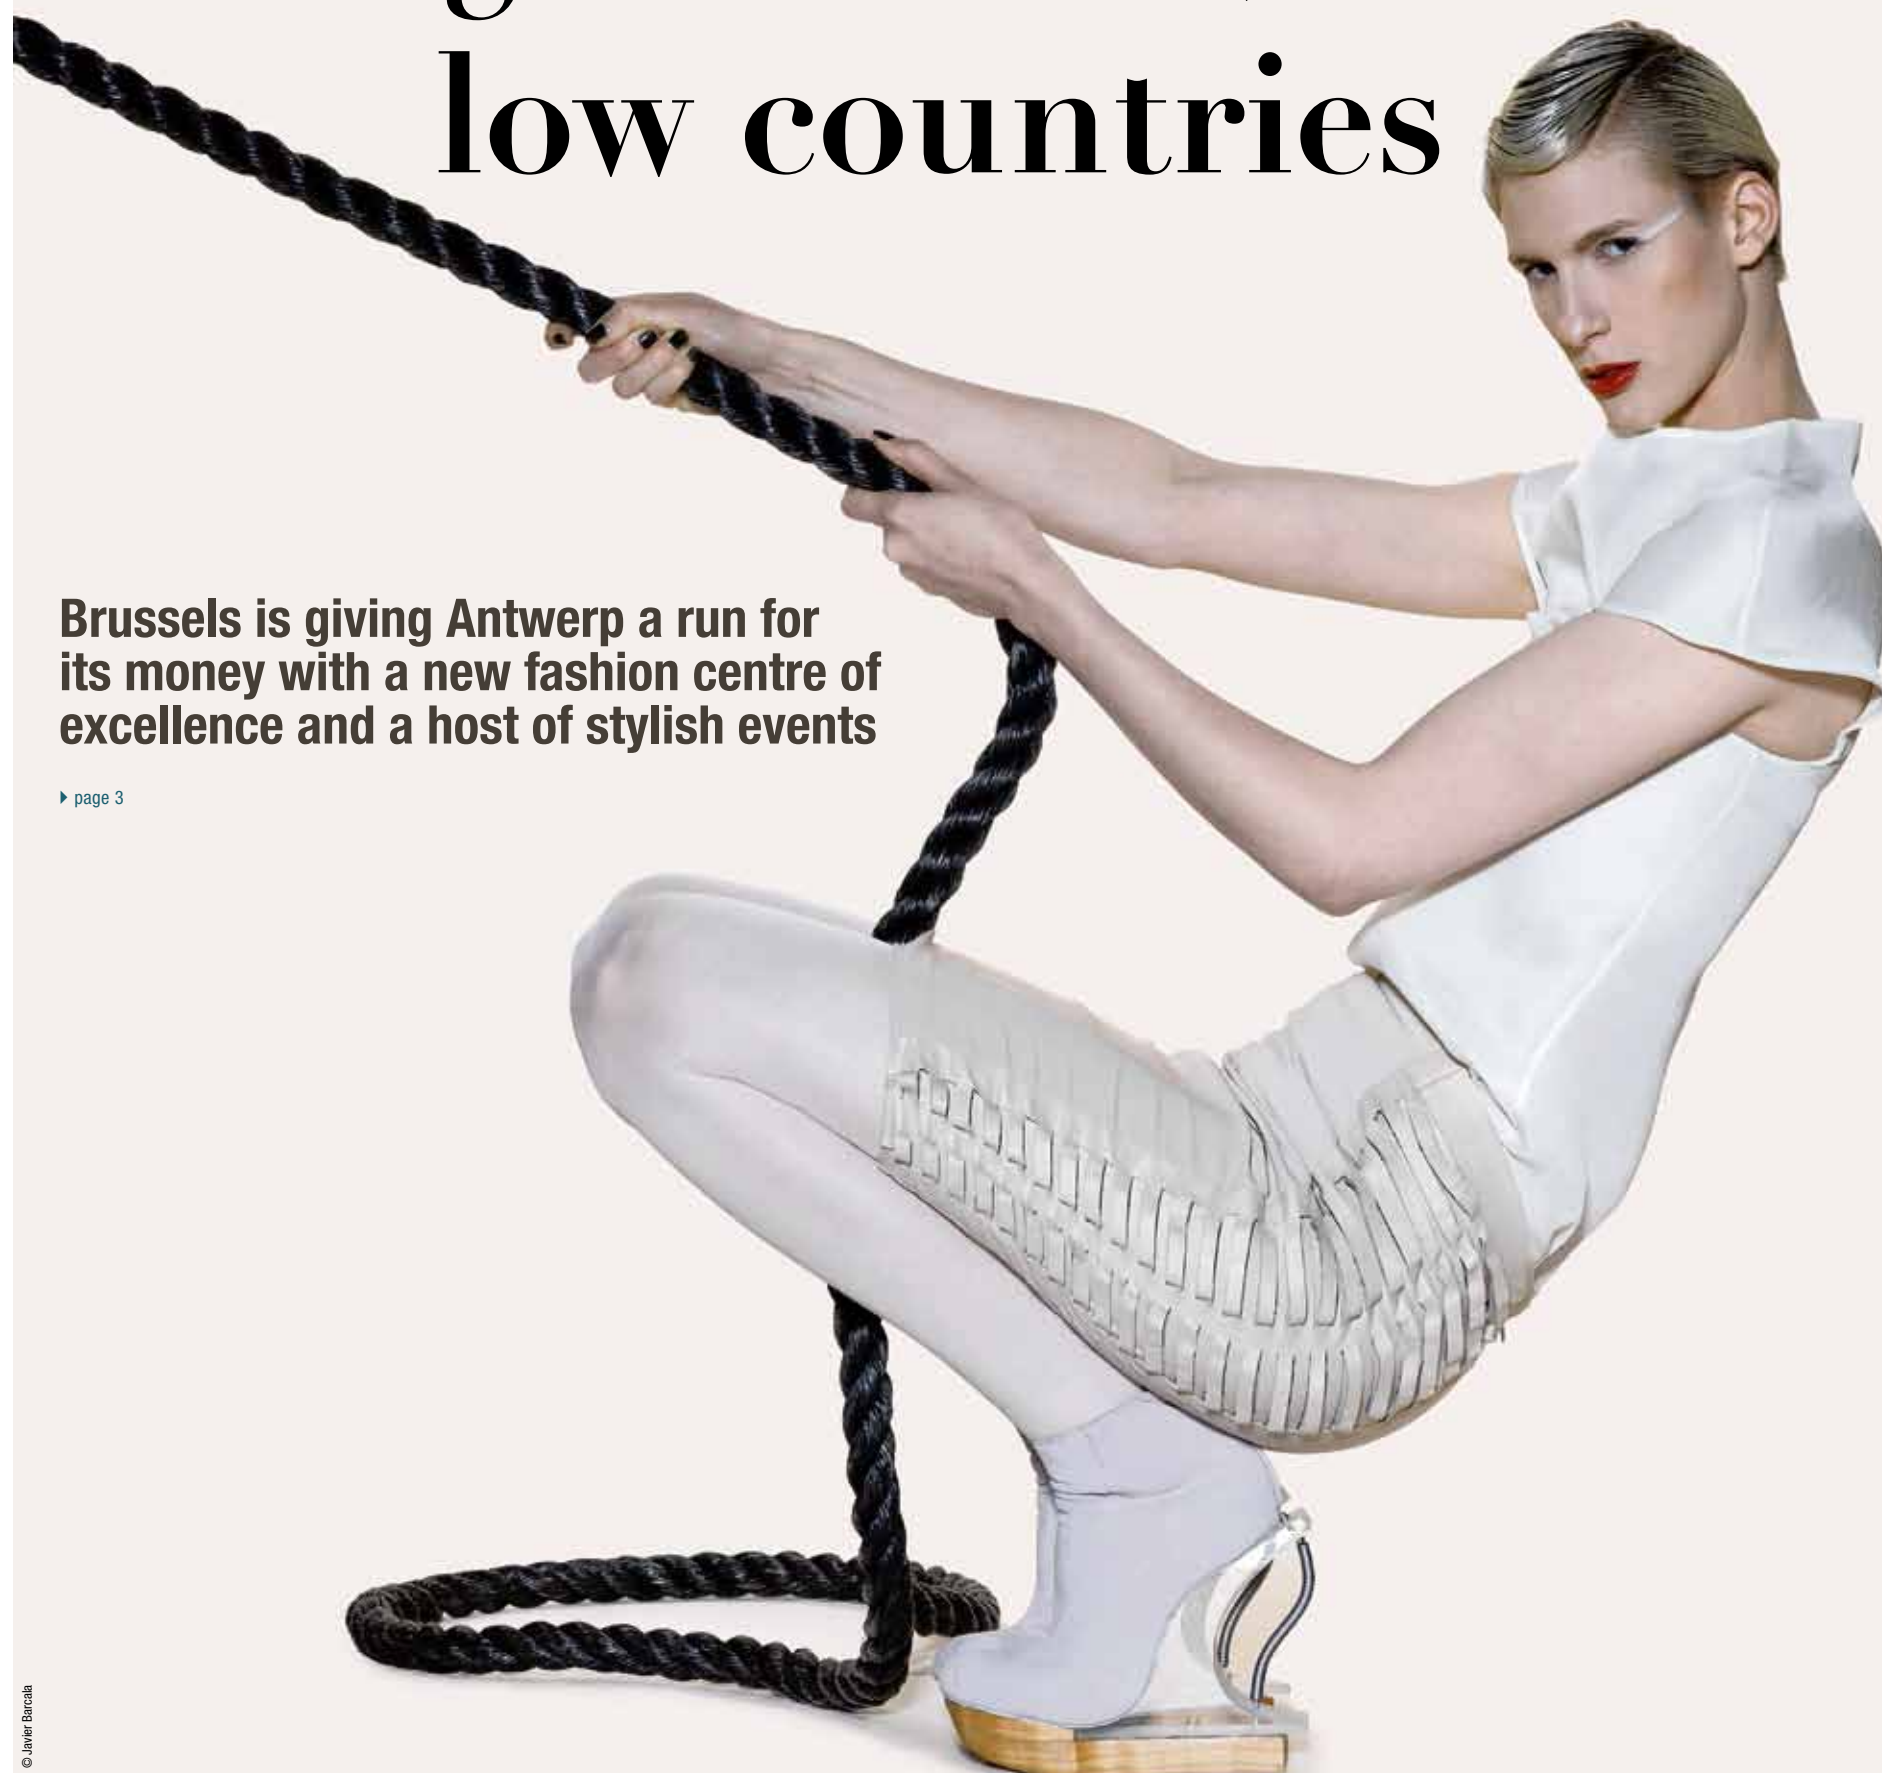 low countries
Brussels is giving Antwerp a run for
its money with a new fashion centre of
excellence and a host of stylish events
page 3
© Javier Barcala